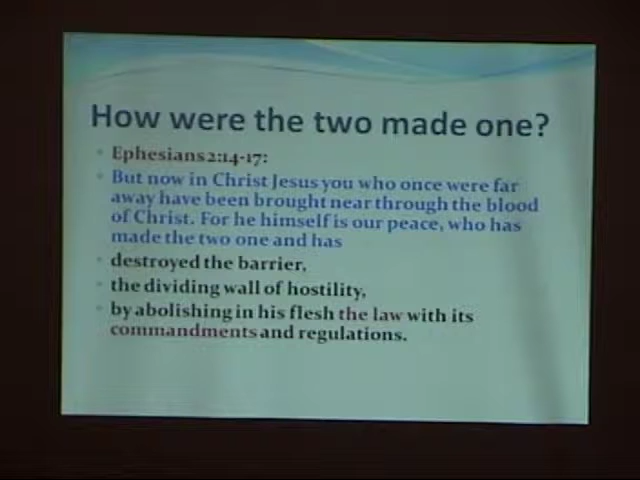 How were the two made one?
Ephesians 2:14-17:
But now in Christ Jesus you who once were far
away have been brought near through the blood
of Christ. For he himself is our peace, who has
made the two one and has
destroyed the barrier,
the dividing wall of hostility,
by abolishing in his flesh the law with its
commandments and regulations.